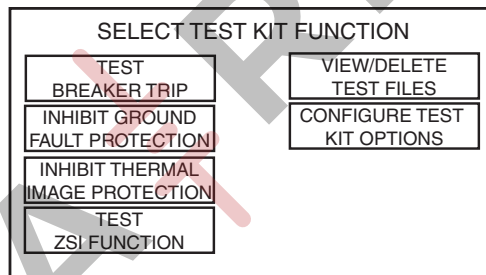 SELECT TEST KIT FUNCTION
TEST
BREAKER TRIP
INHIBIT GROUND
FAULT PROTECTION
INHIBIT THERMAL
IMAGE PROTECTION
TEST
ZSI FUNCTION
VIEW/DELETE
TEST FILES
CONFIGURE TEST
KIT OPTIONS